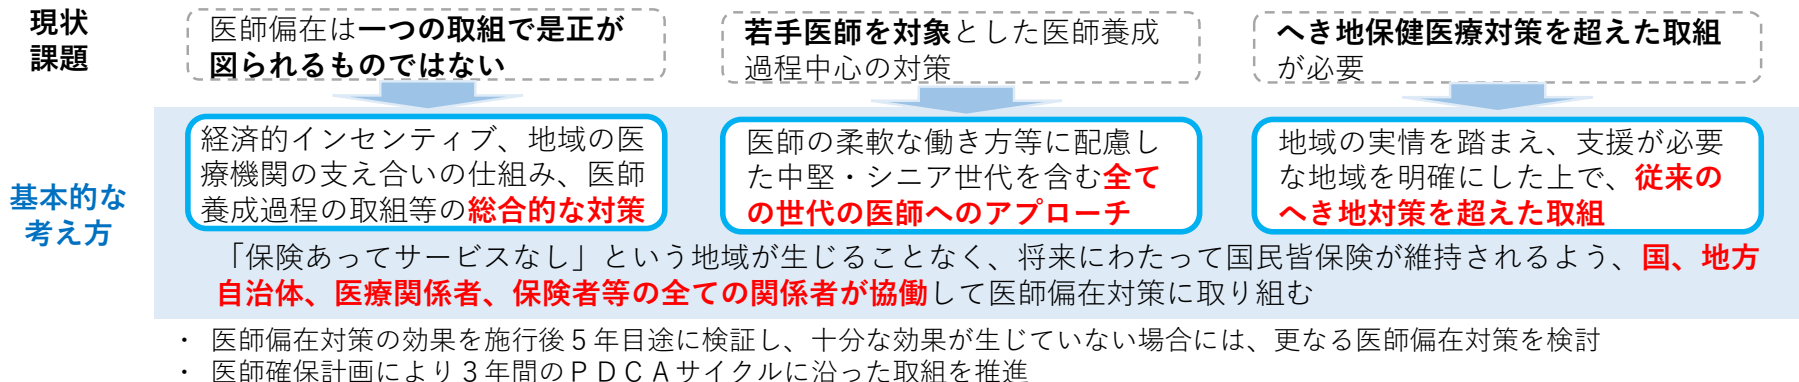 現状
課題
医師偏在は一つの取組で是正が
図られるものではない
若手医師を対象とした医師養成
過程中心の対策
へき地保健医療対策を超えた取組
が必要
基本的な
考え方
経済的インセンティブ、地域の医
療機関の支え合いの仕組み、医師
養成過程の取組等の総合的な対策
医師の柔軟な働き方等に配慮し
た中堅・シニア世代を含む全て
の世代の医師へのアプローチ
地域の実情を踏まえ、支援が必要
な地域を明確にした上で、従来の
へき地対策を超えた取組
「保険あってサービスなし」という地域が生じることなく、将来にわたって国民皆保険が維持されるよう、国、地方
自治体、医療関係者、保険者等の全ての関係者が協働して医師偏在対策に取り組む
・ 医師偏在対策の効果を施行後５年目途に検証し、十分な効果が生じていない場合には、更なる医師偏在対策を検討
・ 医師確保計画により３年間のＰＤＣＡサイクルに沿った取組を推進